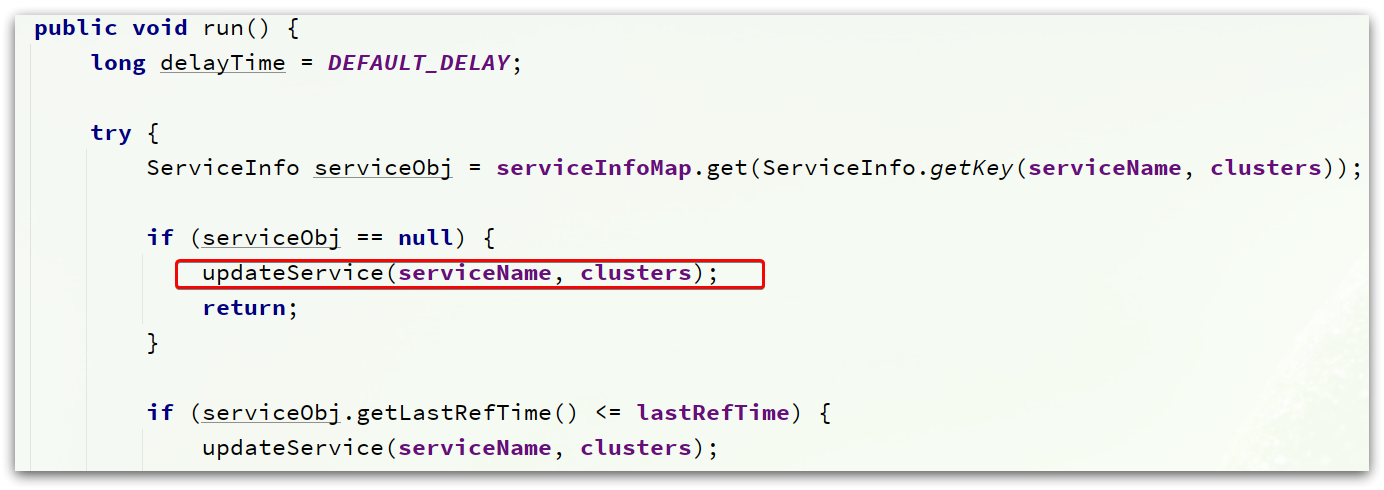 public void run() {
long delayTime = DEFAULT_DELAY;
try {
ServiceInfo serviceObj = serviceInfoMap.get(ServiceInfo.getKey(serviceName, clusters));
if (serviceObj == null) {
updateService(serviceName, clusters);
return;
}
if (serviceObj.getLastRefTime() <= lastRefTime) {
updateService(serviceName, clusters);